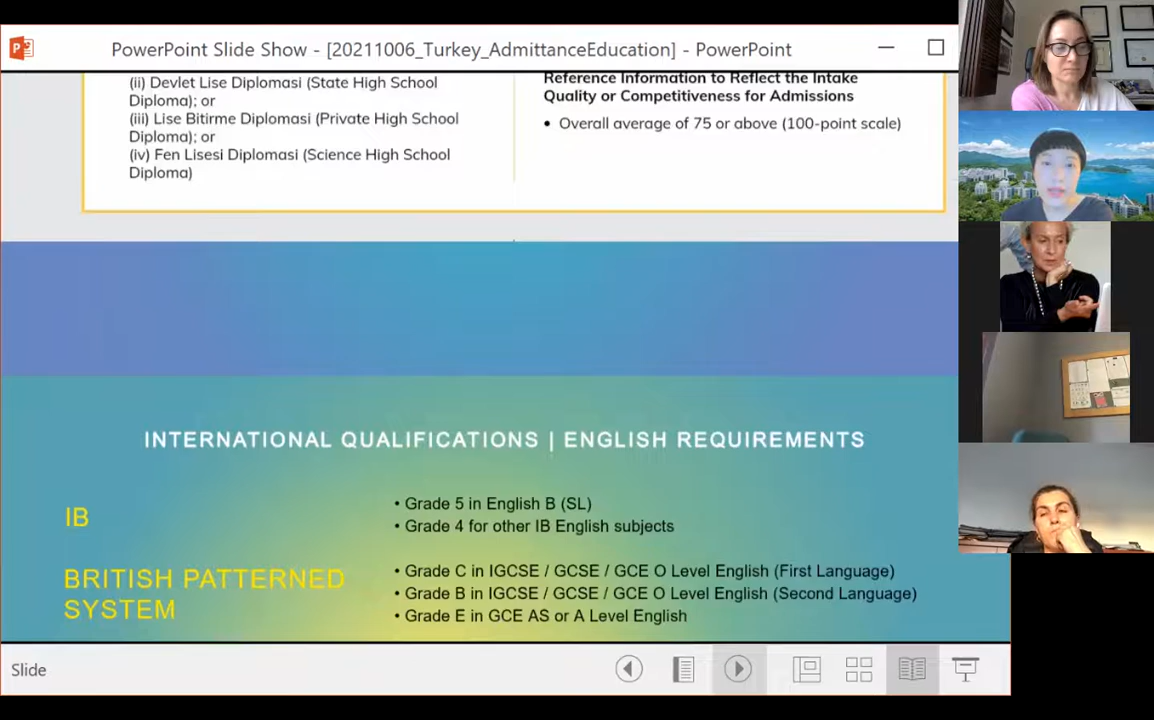 PowerPoint Slide Show - [20211006_Turkey_AdmittanceEducation] - PowerPoint
(ii) Devlet Lise Diplomasi (State High School
Diploma); or
(iii) Lise Bitirme Diplomasi (Private High School
Diploma); or
(iv) Fen Lisesi Diplomasi (Science High School
Diploma)
Reference Information to Reflect the Intake
Quality or Competitiveness for Admissions
• Overall average of 75 or above (100-point scale)
INTERNATIONAL QUALIFICATIONS | ENGLISH REQUIREMENTS
IB
• Grade 5 in English B (SL)
• Grade 4 for other IB English subjects
BRITISH PATTERNED
SYSTEM
• Grade C in IGCSE / GCSE / GCE O Level English (First Language)
• Grade B in IGCSE / GCSE / GCE O Level English (Second Language)
• Grade E in GCE AS or A Level English
Slide